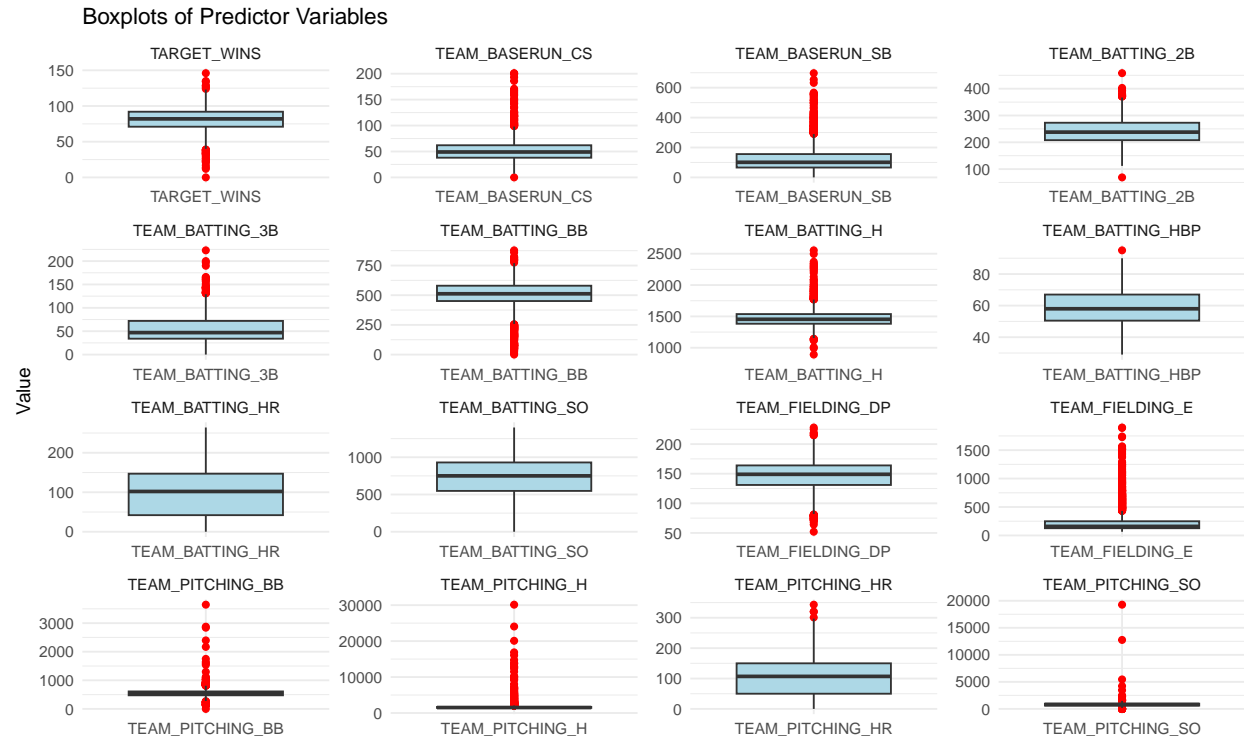 Boxplots of Predictor Variables
TARGET_WINS
TEAM_BASERUN_CS
TEAM_BASERUN_SB
TEAM_BATTING_2B
150
100
50
0
200
150
100
50
0
600
400
200
0
400
300
200
100
TARGET_WINS
TEAM_BASERUN_CS
TEAM_BASERUN_SB
TEAM_BATTING_2B
TEAM_BATTING_3B
TEAM_BATTING_BB
TEAM_BATTING_H
TEAM_BATTING_HBP
200
150
100
50
0
750
500
250
0
2500
2000
1500
1000
80
60
40
TEAM_BATTING_3B
TEAM_BATTING_BB
TEAM_BATTING_H
TEAM_BATTING_HBP
Value
TEAM_BATTING_HR
TEAM_BATTING_SO
TEAM_FIELDING_DP
TEAM_FIELDING_E
200
100
0
1000
500
0
200
150
100
50
1500
1000
500
0
TEAM_BATTING_HR
TEAM_BATTING_SO
TEAM_FIELDING_DP
TEAM_FIELDING_E
TEAM_PITCHING_BB
TEAM_PITCHING_H
TEAM_PITCHING_HR
TEAM_PITCHING_SO
3000
2000
1000
0
30000
20000
10000
0
300
200
100
0
20000
15000
10000
5000
0
TEAM_PITCHING_BB
TEAM_PITCHING_H
TEAM_PITCHING_HR
TEAM_PITCHING_SO